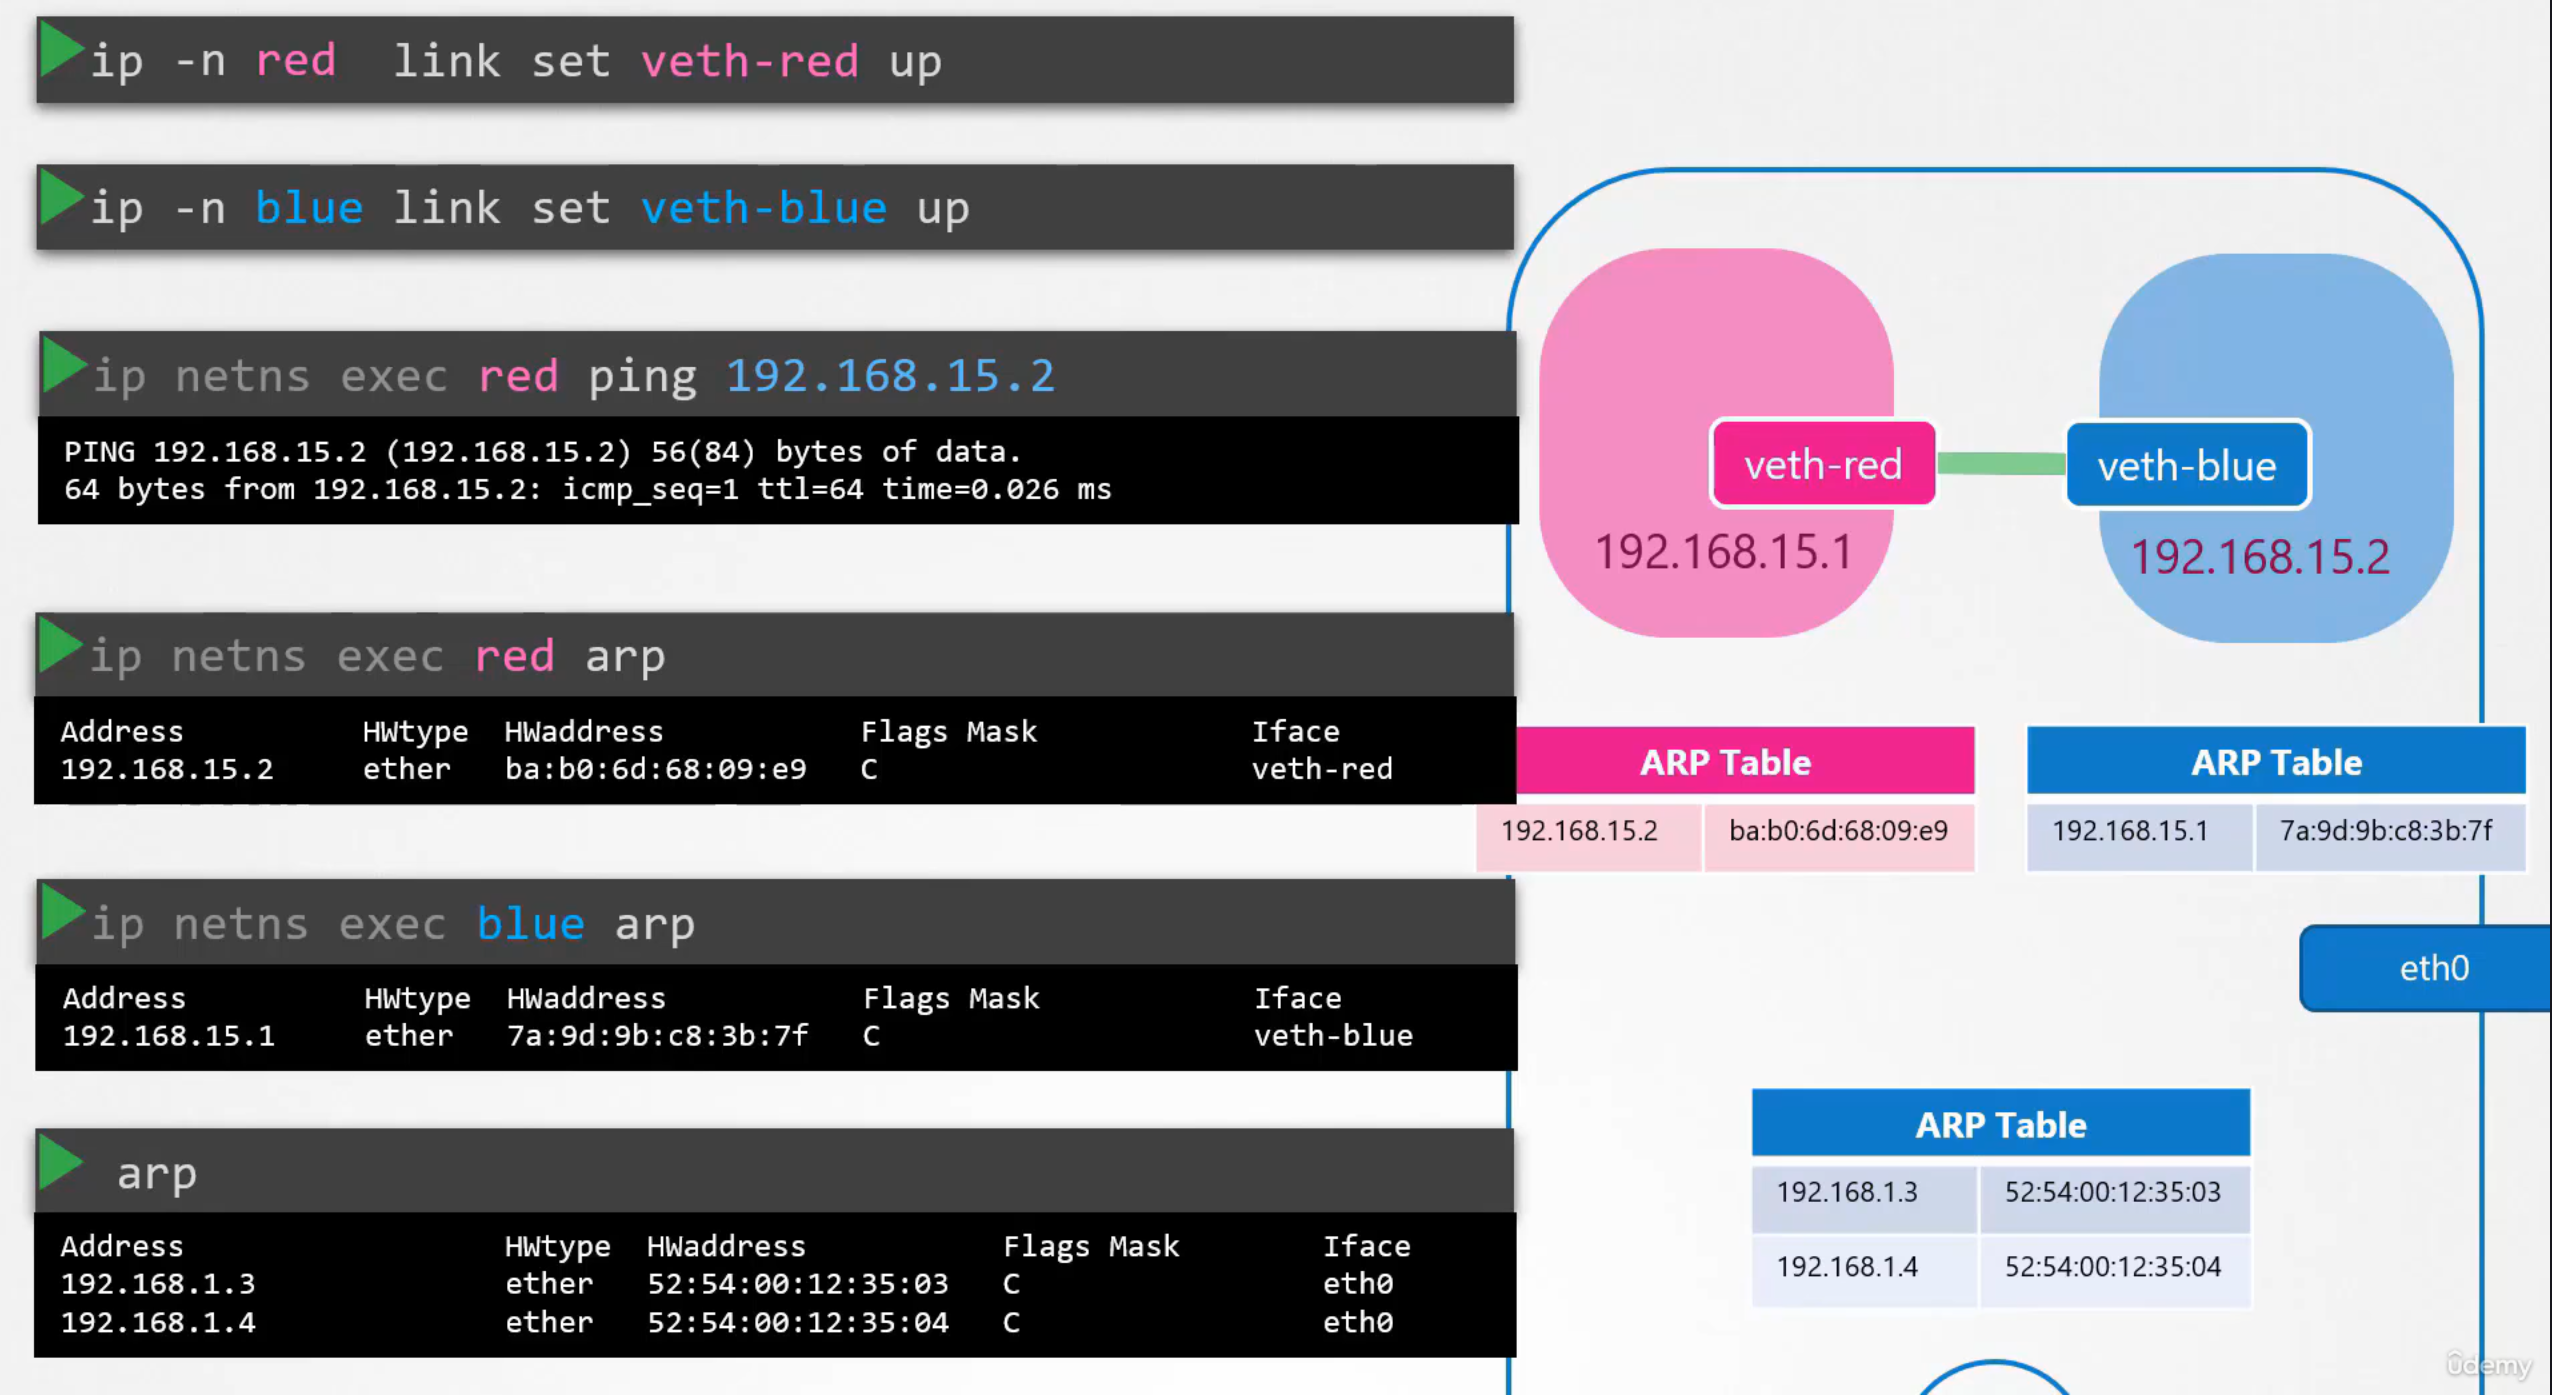 ip -n red link set veth-red up
ip -n blue link set veth-blue up
ip netns exec red ping 192.168.15.2
PING 192.168.15.2 (192.168.15.2) 56(84) bytes of data.
64 bytes from 192.168.15.2: icmp_seq=1 ttl=64 time=0.026 ms
ip netns exec red arp
Address HWtype HWaddress Flags Mask Iface
192.168.15.2 ether ba:b0:6d:68:09:e9 C veth-red
ip netns exec blue arp
Address HWtype HWaddress Flags Mask Iface
192.168.15.1 ether 7a:9d:9b:c8:3b:7f C veth-blue
arp
Address HWtype HWaddress Flags Mask Iface
192.168.1.3 ether 52:54:00:12:35:03 C eth0
192.168.1.4 ether 52:54:00:12:35:04 C eth0
veth-red
veth-blue
192.168.15.1
192.168.15.2
ARP Table
192.168.15.2 ba:b0:6d:68:09:e9
ARP Table
192.168.15.1 7a:9d:9b:c8:3b:7f
eth0
ARP Table
192.168.1.3 52:54:00:12:35:03
192.168.1.4 52:54:00:12:35:04
ûdemy